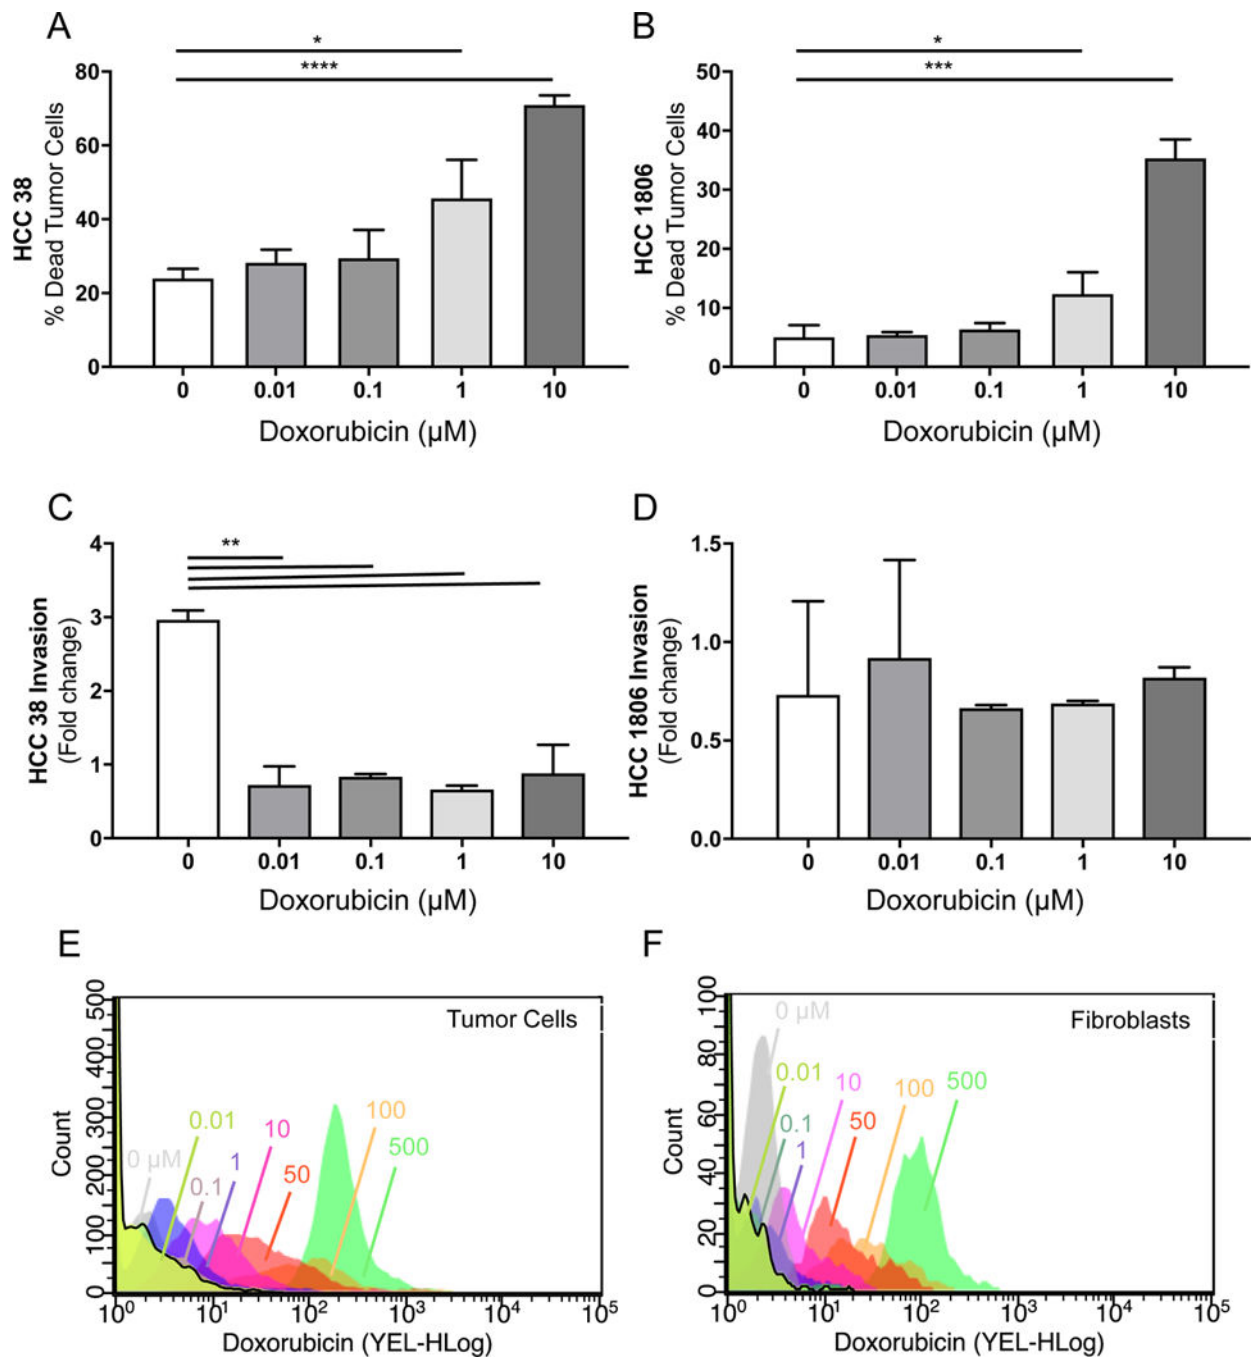 A
*
****
HCC 38
% Dead Tumor Cells
80
60
40
20
0
0 0.01 0.1 1 10
Doxorubicin (µM)
B
*
***
HCC 1806
% Dead Tumor Cells
50
40
30
20
10
0
0 0.01 0.1 1 10
Doxorubicin (µM)
C
**
HCC 38 Invasion
(Fold change)
4
3
2
1
0
0 0.01 0.1 1 10
Doxorubicin (µM)
D
HCC 1806 Invasion
(Fold change)
1.5
1.0
0.5
0.0
0 0.01 0.1 1 10
Doxorubicin (µM)
E
Tumor Cells
Count
500
400
300
200
100
0
0 µM
0.01
0.1
1
10
50
100
500
10⁰ 10¹ 10² 10³ 10⁴ 10⁵
Doxorubicin (YEL-HLog)
F
Fibroblasts
Count
100
80
60
40
20
0
0 µM
0.01
0.1
1
10
50
100
500
10⁰ 10¹ 10² 10³ 10⁴ 10⁵
Doxorubicin (YEL-HLog)